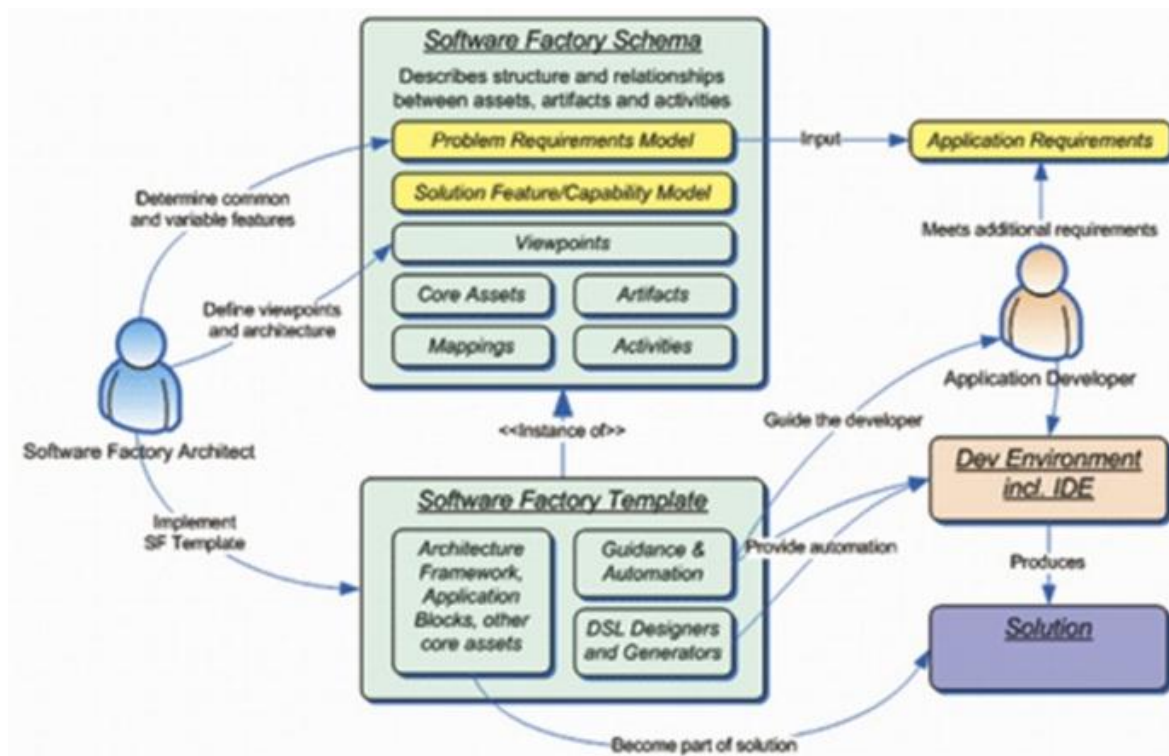 Software Factory Schema
Describes structure and relationships
between assets, artifacts and activities
Problem Requirements Model
Input
Application Requirements
Determine common
and variable features
Solution Feature/Capability Model
Viewpoints
Meets additional requirements
Define viewpoints
and architecture
Core Assets
Artifacts
Mappings
Activities
Software Factory Architect
Application Developer
Guide the developer
<<Instance of>>
Dev Environment
incl. IDE
Software Factory Template
Implement
SF Template
Architecture
Framework,
Application
Blocks, other
core assets
Guidance &
Automation
Provide automation
Produces
DSL Designers
and Generators
Solution
Become part of solution